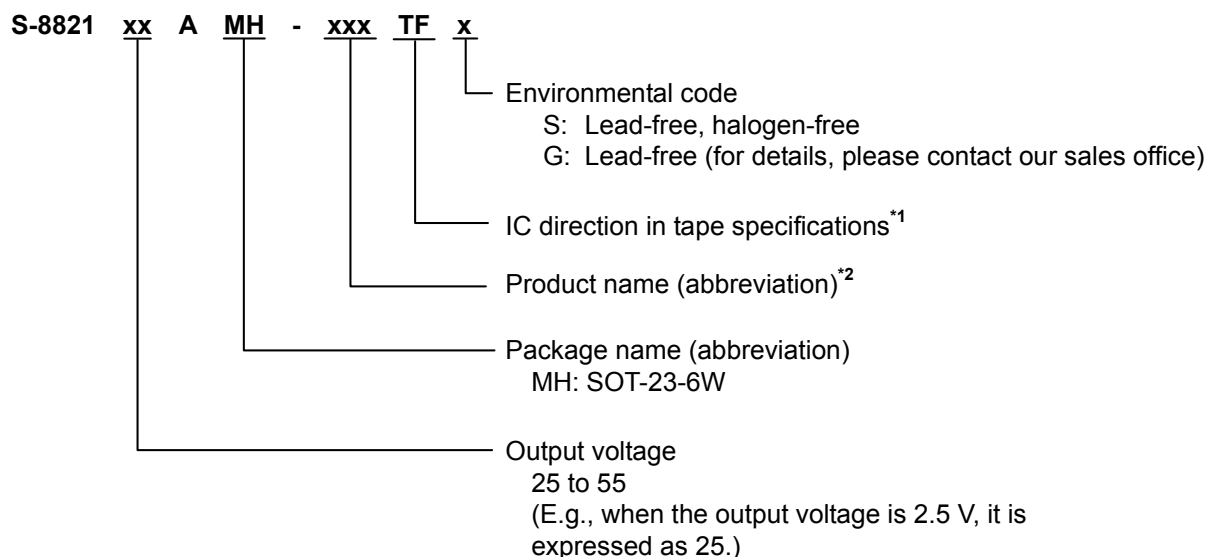 S-8821 xx A MH - xxx TF x
Environmental code
S: Lead-free, halogen-free
G: Lead-free (for details, please contact our sales office)
IC direction in tape specifications*1
Product name (abbreviation)*2
Package name (abbreviation)
MH: SOT-23-6W
Output voltage
25 to 55
(E.g., when the output voltage is 2.5 V, it is
expressed as 25.)